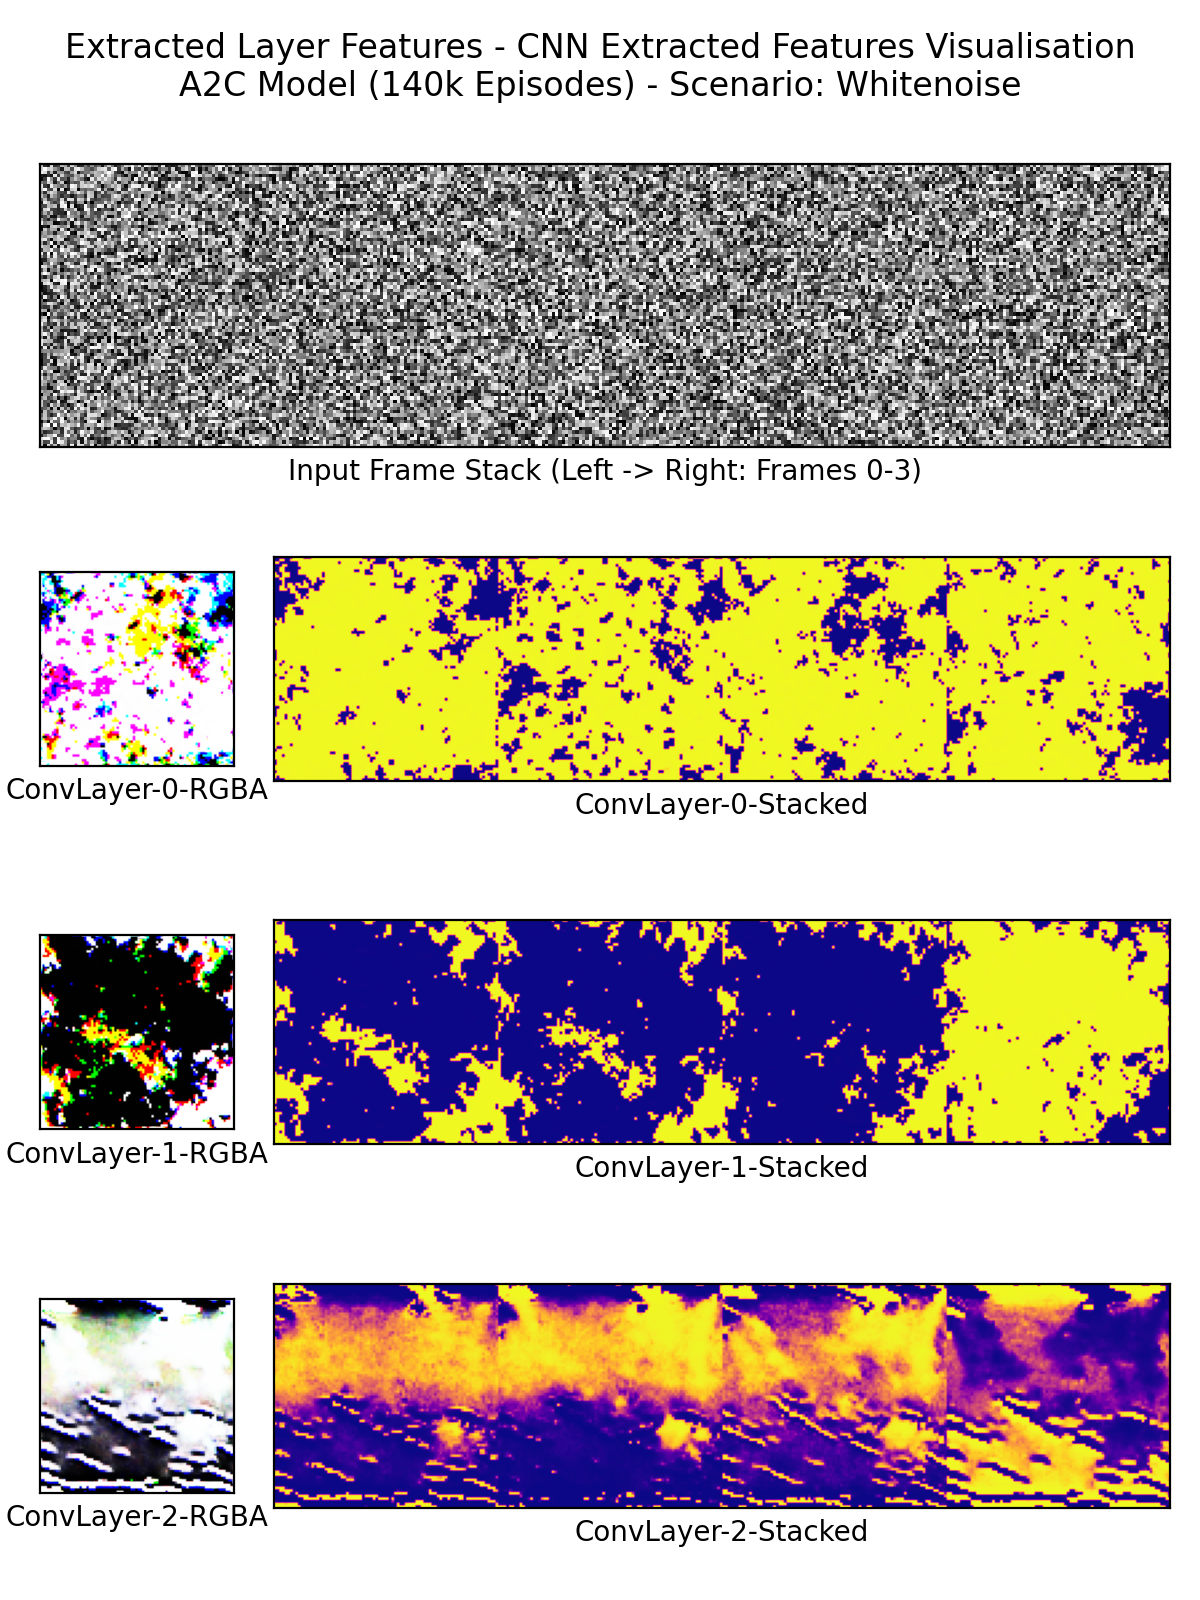 Extracted Layer Features - CNN Extracted Features Visualisation
A2C Model (140k Episodes) - Scenario: Whitenoise
Input Frame Stack (Left -> Right: Frames 0-3)
ConvLayer-0-RGBA
ConvLayer-0-Stacked
ConvLayer-1-RGBA
ConvLayer-1-Stacked
ConvLayer-2-RGBA
ConvLayer-2-Stacked